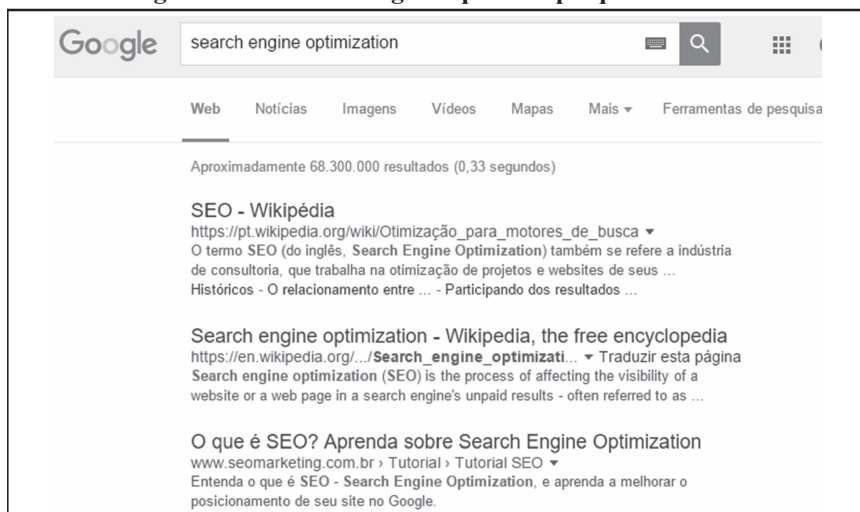 Google search engine optimization
Web Notícias Imagens Vídeos Mapas Mais Ferramentas de pesquisa
Aproximadamente 68.300.000 resultados (0,33 segundos)
SEO - Wikipédia
https://pt.wikipedia.org/wiki/Otimização_para_motores_de_busca
O termo SEO (do inglês, Search Engine Optimization) também se refere a indústria
de consultoria, que trabalha na otimização de projetos e websites de seus ...
Históricos - O relacionamento entre ... - Participando dos resultados ...
Search engine optimization - Wikipedia, the free encyclopedia
https://en.wikipedia.org/.../Search_engine_optimizati... Traduzir esta página
Search engine optimization (SEO) is the process of affecting the visibility of a
website or a web page in a search engine's unpaid results - often referred to as ...
O que é SEO? Aprenda sobre Search Engine Optimization
www.seomarketing.com.br › Tutorial › Tutorial SEO
Entenda o que é SEO - Search Engine Optimization, e aprenda a melhorar o
posicionamento de seu site no Google.